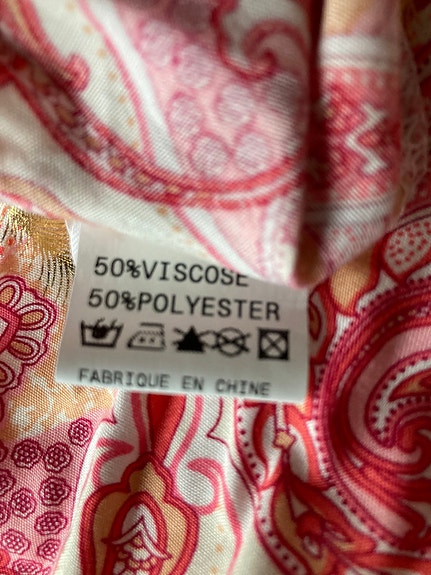 50%VISCOSE
50%POLYESTER
FABRIQUE EN CHINE